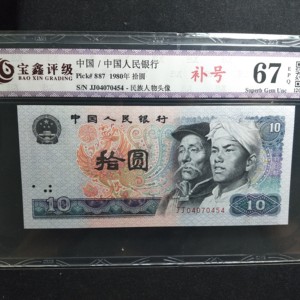 宝鑫评级
BAO XIN GRADING
中国 / 中国人民银行
Pick# 887 1980年 拾圆
S/N JJ04070454 - 民族人物头像
补号
67
EPQ
Superb Gem Unc
中国人民银行
10
拾圆
JJ04070454
10
10